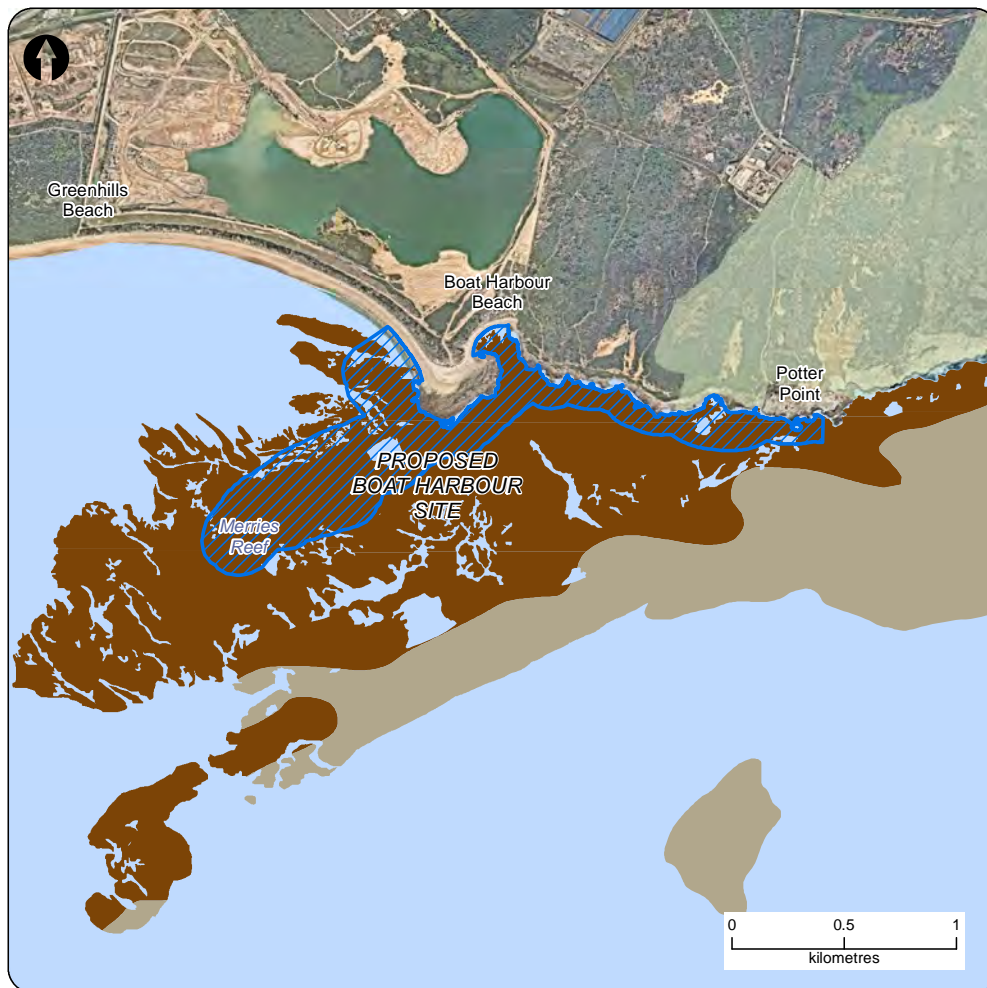 Greenhills
Beach
Boat Harbour
Beach
Potter
Point
PROPOSED
BOAT HARBOUR
SITE
Merries
Reef
0 0.5 1
kilometres